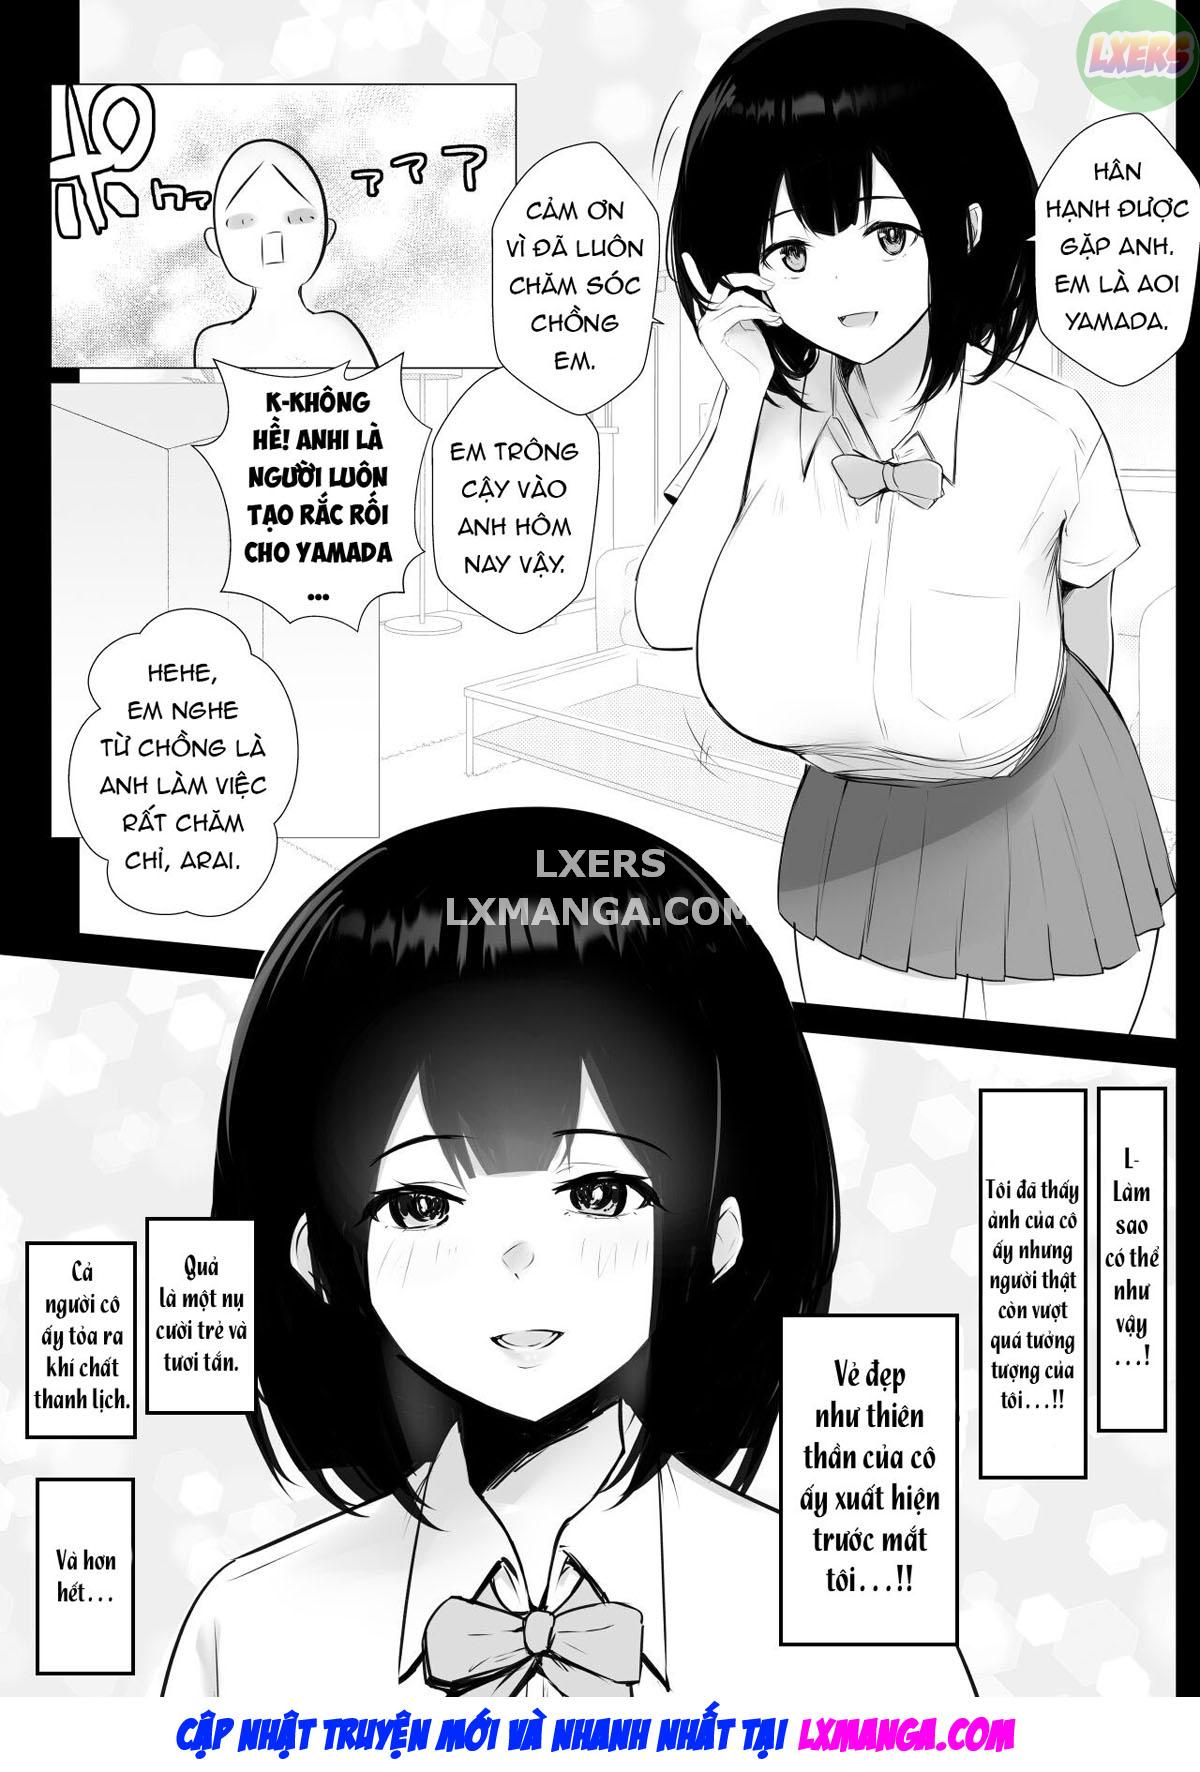 LXERS
HÂN
HẠNH ĐƯỢC
GẶP ANH.
EM LÀ AOI
YAMADA.
CẢM ƠN
VÌ ĐÃ LUÔN
CHĂM SÓC
CHỒNG
EM.
EM TRÔNG
CẬY VÀO
ANH HÔM
NAY VẬY.
ポ
ワァァァ
K-KHÔNG
HỀ! ANHI LÀ
NGƯỜI LUÔN
TẠO RẮC RỐI
CHO YAMADA
...
HEHE,
EM NGHE
TỪ CHỒNG LÀ
ANH LÀM VIỆC
RẤT CHĂM
CHỈ, ARAI.
LXERS
LXMANGA.COM
L-
Làm
sao
có thể
như
vậy
...!
Tôi đã thấy
ảnh của cô
ấy nhưng
người thật
còn vượt
quá tưởng
tượng của
tôi...!!
Vẻ đẹp
như thiên
thần của cô
ấy xuất hiện
trước mắt
tôi...!!
Quả
là một nụ
cười trẻ và
tươi tắn.
Cả
người cô
ấy tỏa ra
khí chất
thanh lịch.
Và hơn
hết...
CẬP NHẬT TRUYỆN MỚI VÀ NHANH NHẤT TẠI LXMANGA.COM